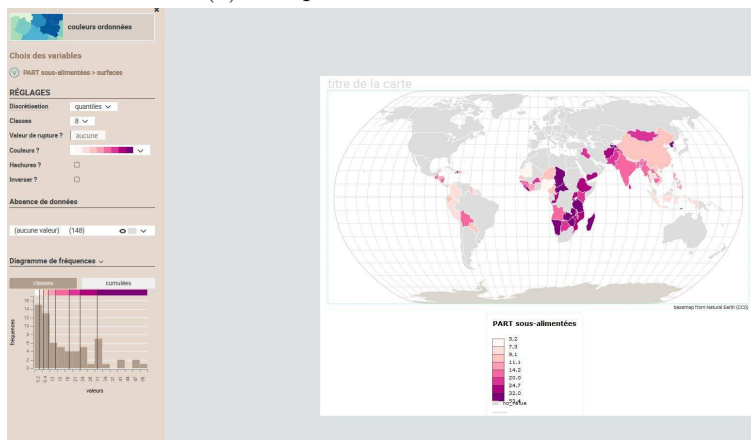 couleurs ordonnées
Choix des variables
V PART sous-alimentées > surfaces
RÉGLAGES
Discrétisation quantiles
Classes 8
Valeur de rupture ? aucune
Couleurs ?
Hachures ?
Inverser ?
Absence de données
(aucune valeur) (148)
Diagramme de fréquences
classes cumulées
fréquences
valeurs
titre de la carte
basemap from Natural Earth (CC0)
PART sous-alimentées
5.2
7.3
9.1
11.1
14.2
20.0
24.7
32.0